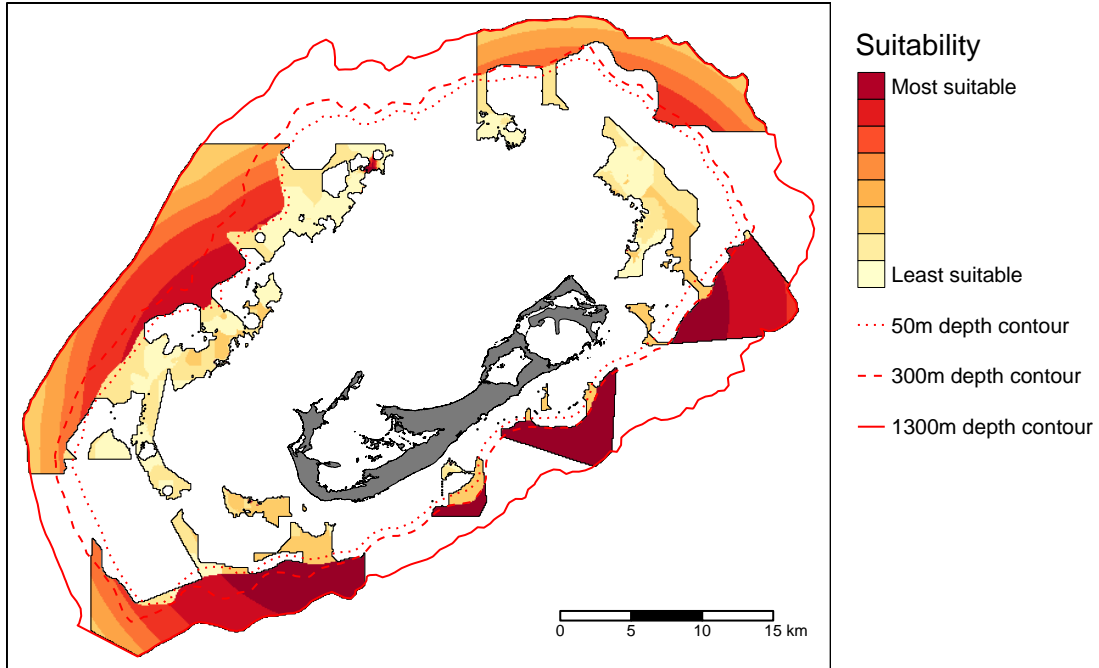 Suitability
Most suitable
Least suitable
50m depth contour
300m depth contour
1300m depth contour
0 5 10 15 km